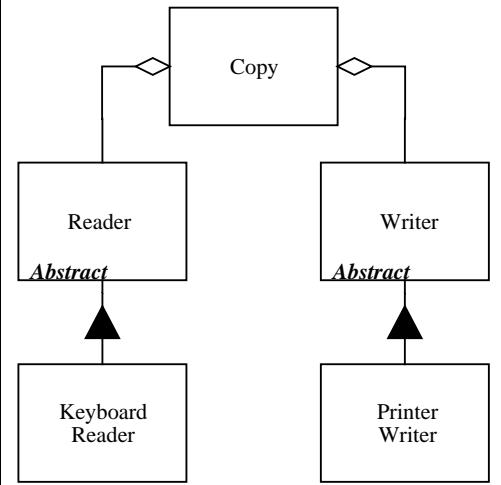 Copy
Reader
Writer
Abstract
Abstract
Keyboard
Reader
Printer
Writer